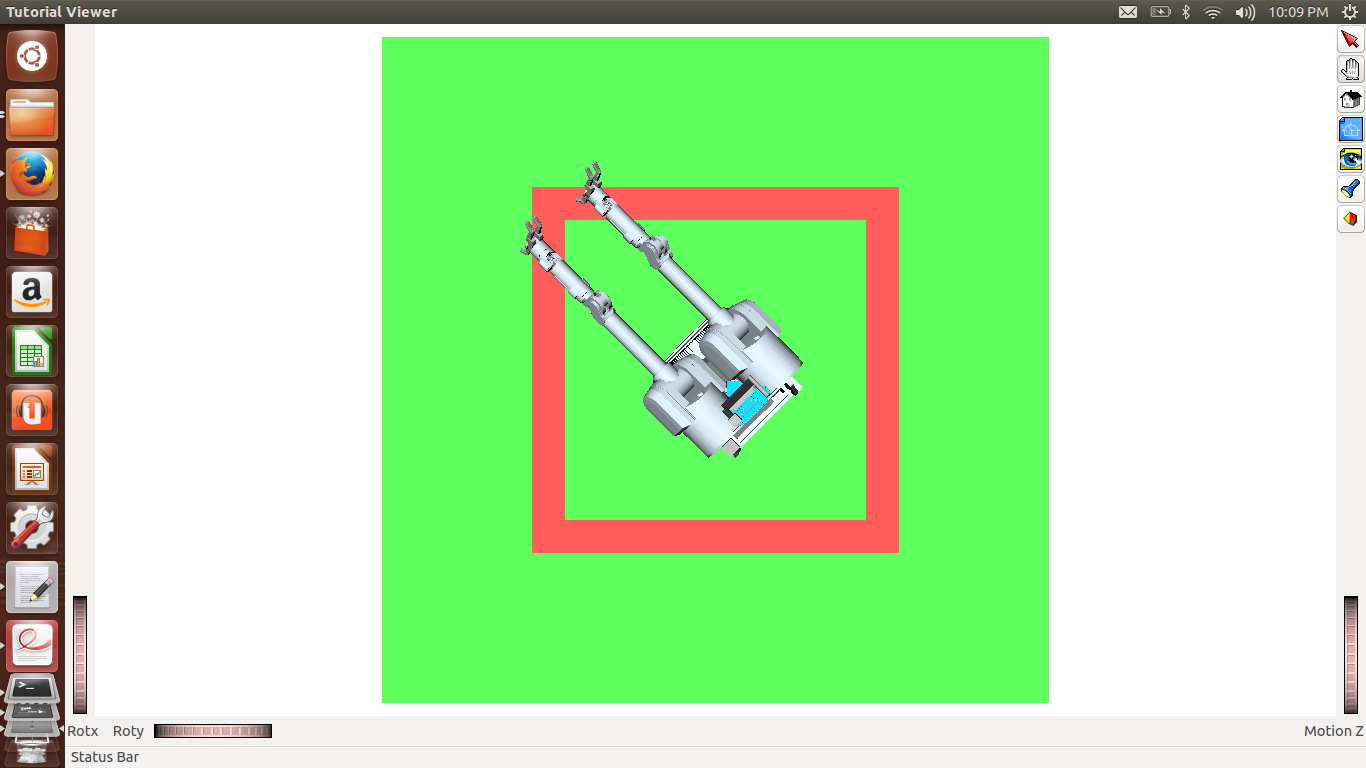 Tutorial Viewer
10:09 PM
a
U
>_
Rotx Roty Motion Z
Status Bar